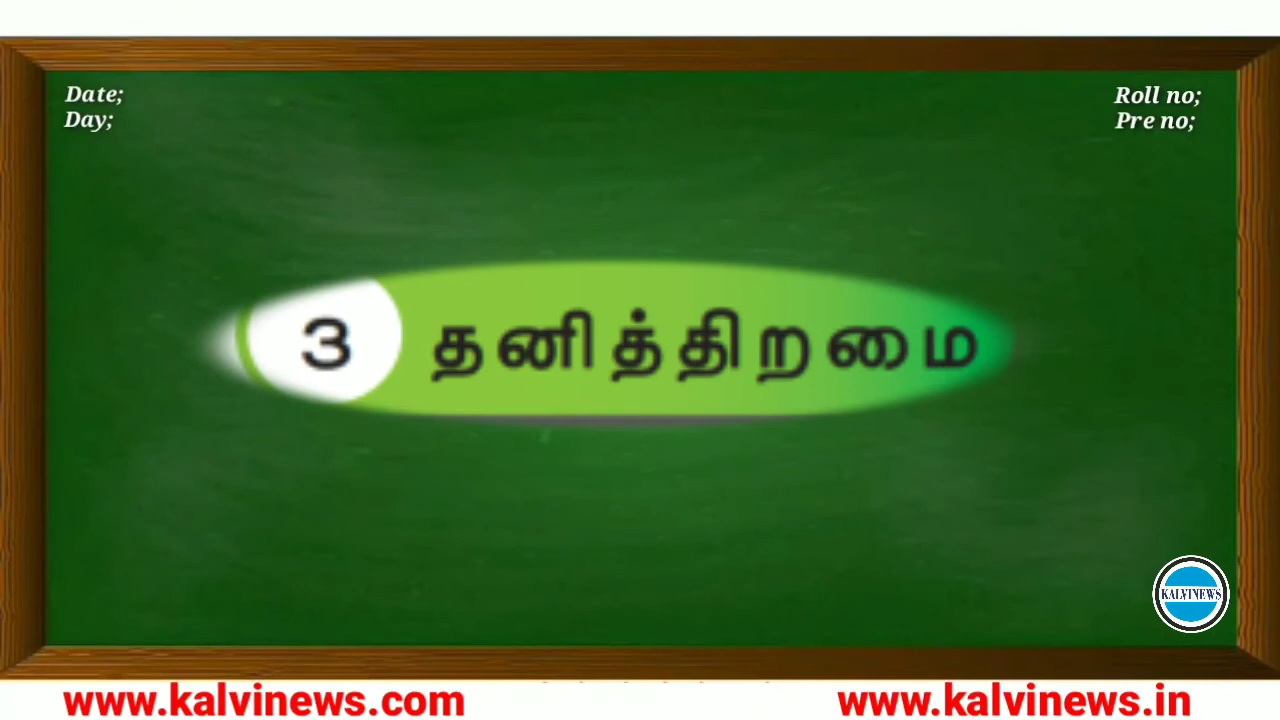 Date;
Day;
Roll no;
Pre no;
3 தனித்திறமை
KALVINEWS
www.kalvinews.com
www.kalvinews.in